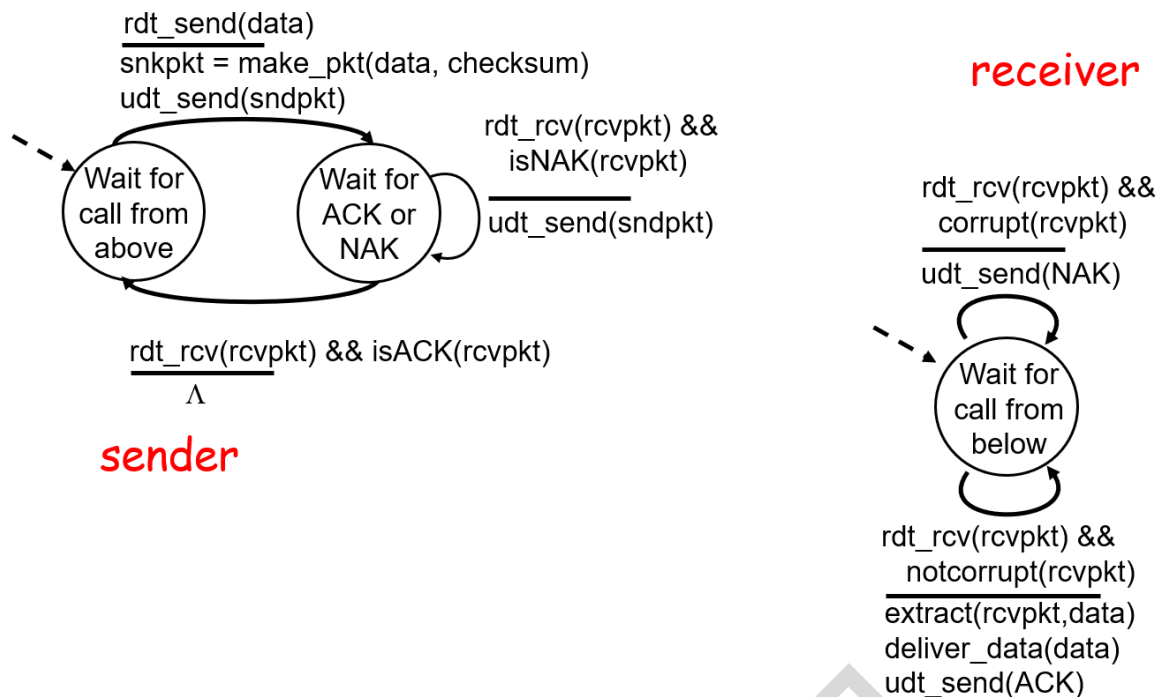 rdt_send(data)
snkpkt = make_pkt(data, checksum)
udt_send(sndpkt)
receiver
rdt_rcv(rcvpkt) &&
isNAK(rcvpkt)
udt_send(sndpkt)
Wait for
call from
above
Wait for
ACK or
NAK
rdt_rcv(rcvpkt) &&
corrupt(rcvpkt)
udt_send(NAK)
rdt_rcv(rcvpkt) && isACK(rcvpkt)
Λ
sender
Wait for
call from
below
rdt_rcv(rcvpkt) &&
notcorrupt(rcvpkt)
extract(rcvpkt,data)
deliver_data(data)
udt_send(ACK)